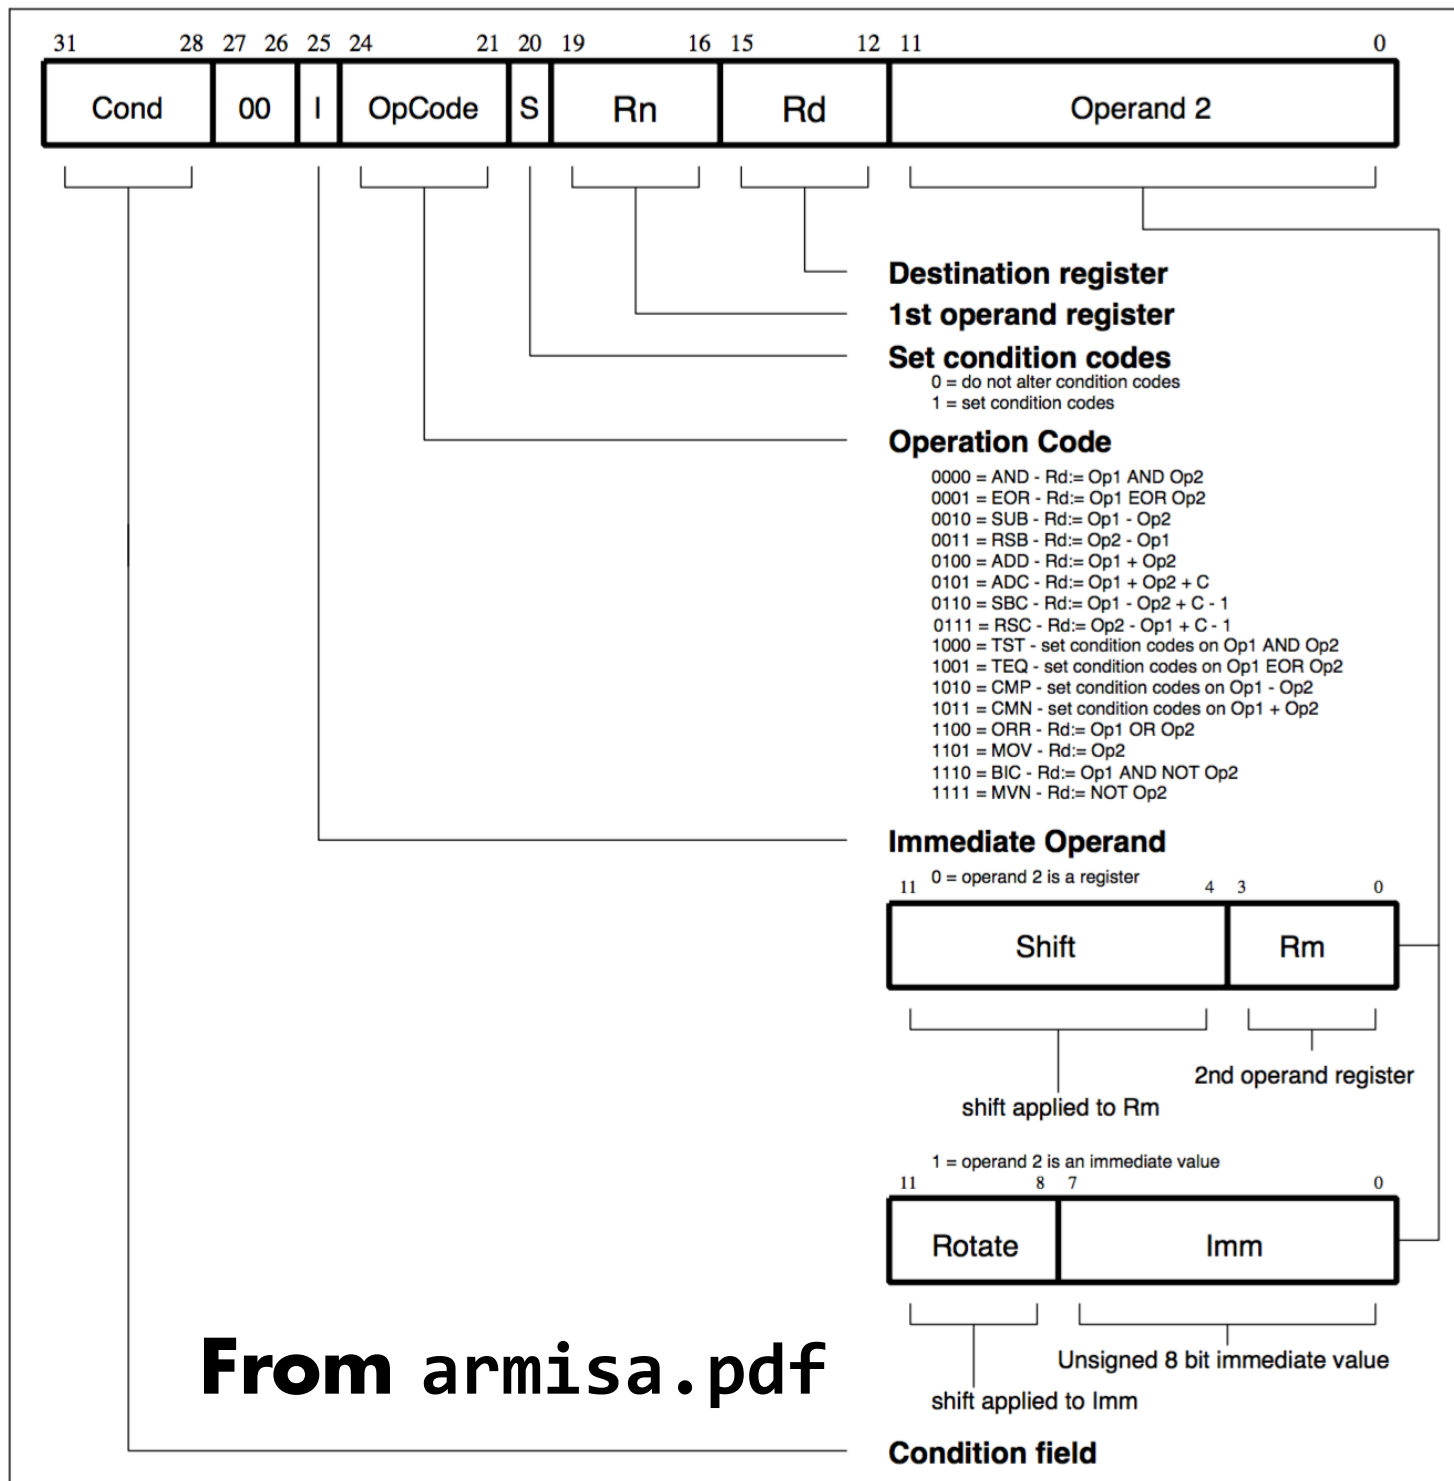 31 28 27 26 25 24 21 20 19 16 15 12 11 0
Cond 00 I OpCode S Rn Rd Operand 2
Destination register
1st operand register
Set condition codes
0 = do not alter condition codes
1 = set condition codes
Operation Code
0000 = AND - Rd:= Op1 AND Op2
0001 = EOR - Rd:= Op1 EOR Op2
0010 = SUB - Rd:= Op1 - Op2
0011 = RSB - Rd:= Op2 - Op1
0100 = ADD - Rd:= Op1 + Op2
0101 = ADC - Rd:= Op1 + Op2 + C
0110 = SBC - Rd:= Op1 - Op2 + C - 1
0111 = RSC - Rd:= Op2 - Op1 + C - 1
1000 = TST - set condition codes on Op1 AND Op2
1001 = TEQ - set condition codes on Op1 EOR Op2
1010 = CMP - set condition codes on Op1 - Op2
1011 = CMN - set condition codes on Op1 + Op2
1100 = ORR - Rd:= Op1 OR Op2
1101 = MOV - Rd:= Op2
1110 = BIC - Rd:= Op1 AND NOT Op2
1111 = MVN - Rd:= NOT Op2
Immediate Operand
0 = operand 2 is a register
11 4 3 0
Shift Rm
2nd operand register
shift applied to Rm
1 = operand 2 is an immediate value
11 8 7 0
Rotate Imm
Unsigned 8 bit immediate value
shift applied to Imm
From armisa.pdf
Condition field